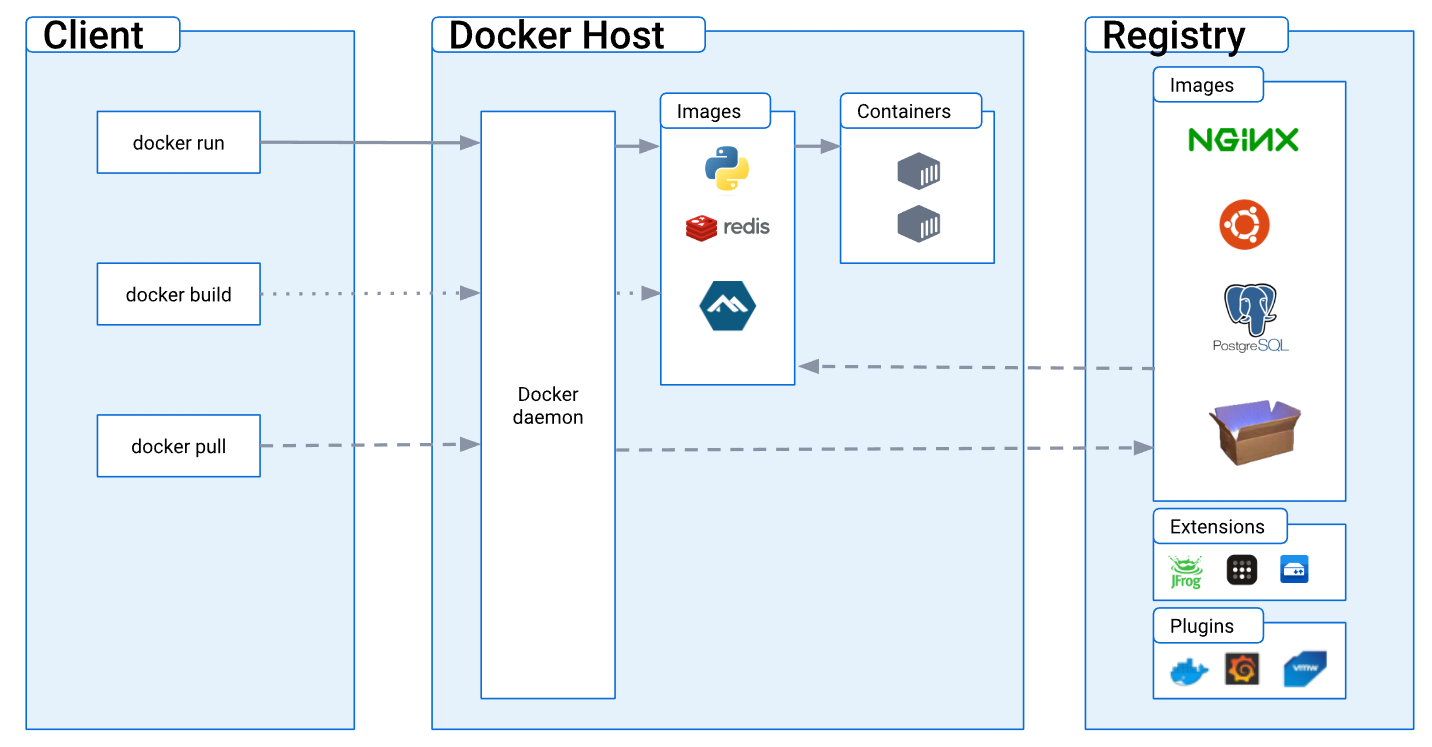 Client
Docker Host
Registry
docker run
docker build
docker pull
Docker
daemon
Images
redis
Containers
Images
NGINX
PostgreSQL
Extensions
JFrog
Plugins
vmw